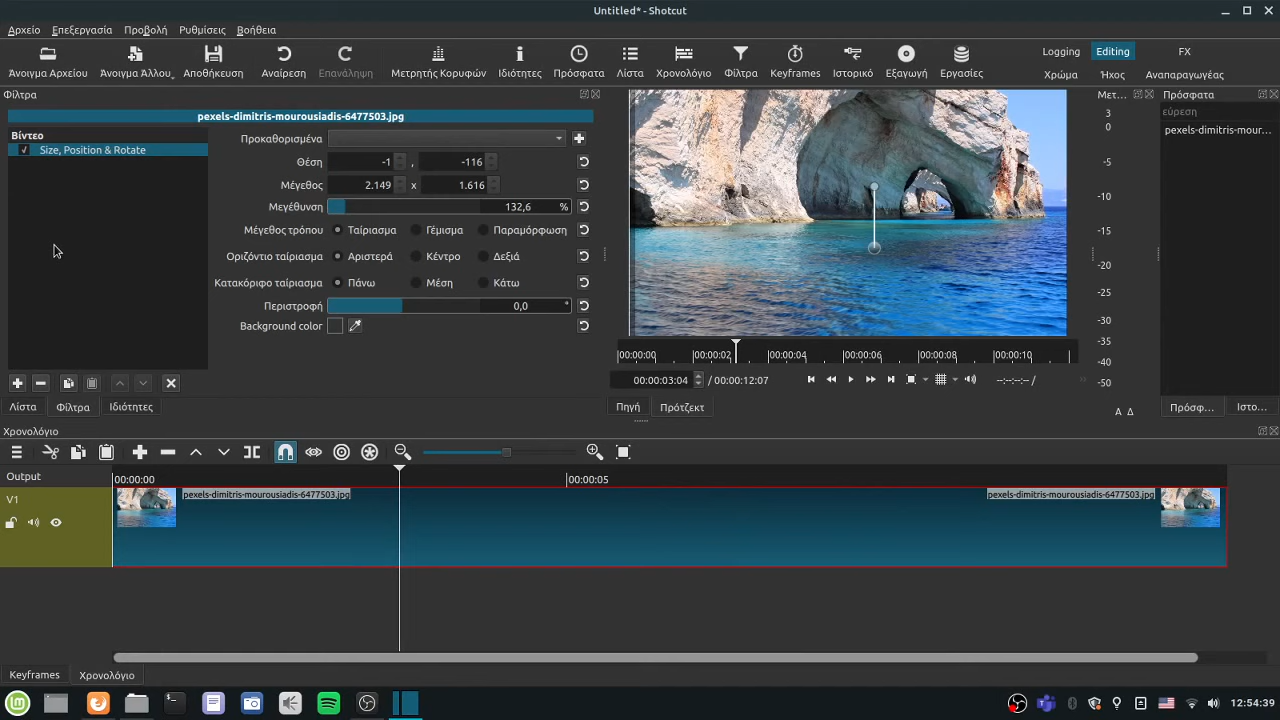 Untitled* - Shotcut
Αρχείο Επεξεργασία Προβολή Ρυθμίσεις Βοήθεια
Άνοιγμα Αρχείου Άνοιγμα Άλλου Αποθήκευση Αναίρεση Επανάληψη Μετρητής Κορυφών Ιδιότητες Πρόσφατα Λίστα Χρονολόγιο Φίλτρα Keyframes Ιστορικό Εξαγωγή Εργασίες
Logging Editing FX
Χρώμα Ήχος Αναπαραγωγέας
Φίλτρα
pexels-dimitris-mourousiadis-6477503.jpg
Βίντεο
Size, Position & Rotate
Προκαθορισμένα
Θέση -1 , -116
Μέγεθος 2.149 x 1.616
Μεγέθυνση 132,6 %
Μέγεθος τρόπου Ταίριασμα Γέμισμα Παραμόρφωση
Οριζόντιο ταίριασμα Αριστερά Κέντρο Δεξιά
Κατακόριφο ταίριασμα Πάνω Μέση Κάτω
Περιστροφή 0,0 °
Background color
Λίστα Φίλτρα Ιδιότητες
00:00:00 00:00:02 00:00:04 00:00:06 00:00:08 00:00:10
00:00:03:04 / 00:00:12:07 --:--:--:-- /
Πηγή Πρότζεκτ
Μετ...
3
0
-5
-10
-15
-20
-25
-30
-35
-40
-50
Πρόσφατα
εύρεση
pexels-dimitris-mour...
Πρόσφ... Ιστο...
Χρονολόγιο
Output 00:00:00 00:00:05
V1
pexels-dimitris-mourousiadis-6477503.jpg pexels-dimitris-mourousiadis-6477503.jpg
Keyframes Χρονολόγιο
12:54:39